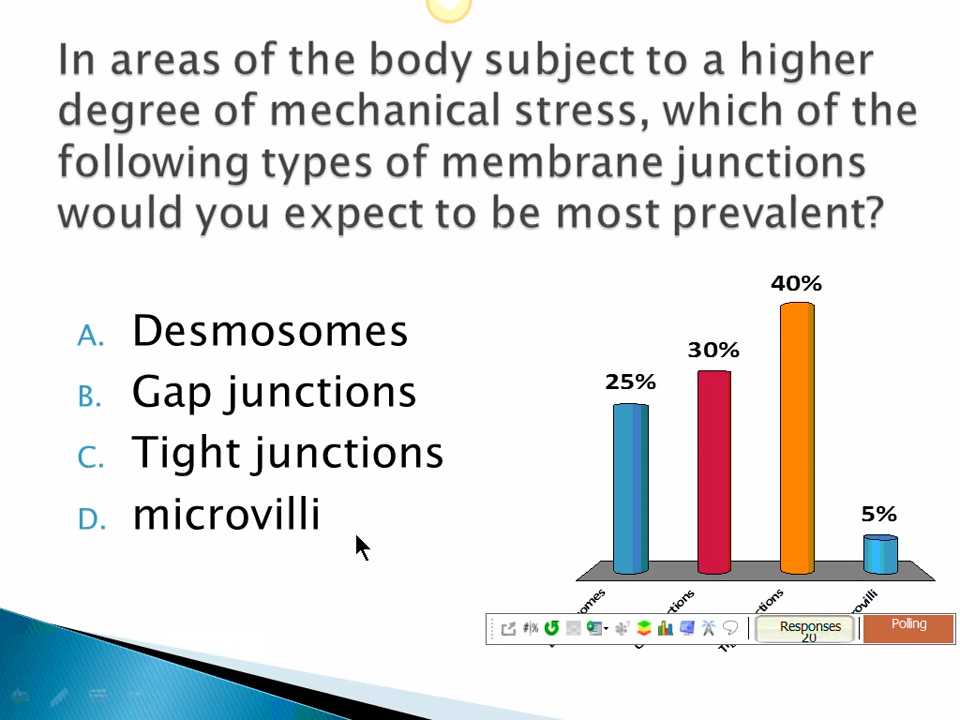 In areas of the body subject to a higher
degree of mechanical stress, which of the
following types of membrane junctions
would you expect to be most prevalent?
A. Desmosomes
B. Gap junctions
C. Tight junctions
D. microvilli
40%
30%
25%
5%
Responses
20
Polling